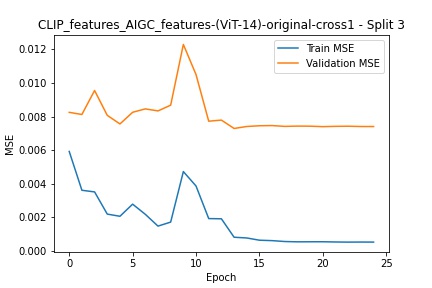 CLIP_features_AIGC_features-(ViT-14)-original-cross1 - Split 3
Train MSE
Validation MSE
0.012
0.010
0.008
0.006
0.004
0.002
0.000
MSE
0 5 10 15 20 25
Epoch